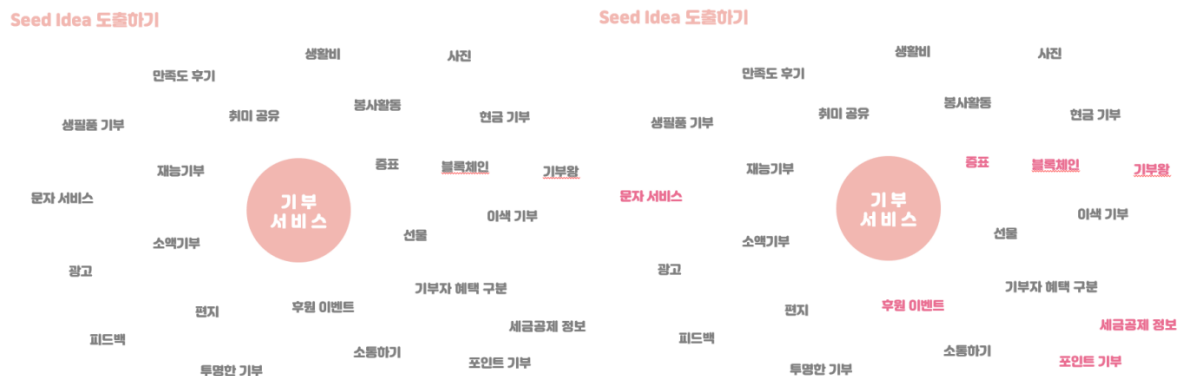 Seed Idea 도출하기
생활비
사진
만족도 후기
봉사활동
취미 공유
현금 기부
생필품 기부
증표
블록체인
기부왕
재능기부
문자 서비스
기 부
서 비 스
이색 기부
선물
소액기부
광고
기부자 혜택 구분
후원 이벤트
편지
세금공제 정보
피드백
소통하기
포인트 기부
투명한 기부
Seed Idea 도출하기
생활비
사진
만족도 후기
봉사활동
취미 공유
현금 기부
생필품 기부
증표
블록체인
기부왕
재능기부
문자 서비스
기 부
서 비 스
이색 기부
선물
소액기부
광고
기부자 혜택 구분
후원 이벤트
편지
세금공제 정보
피드백
소통하기
포인트 기부
투명한 기부